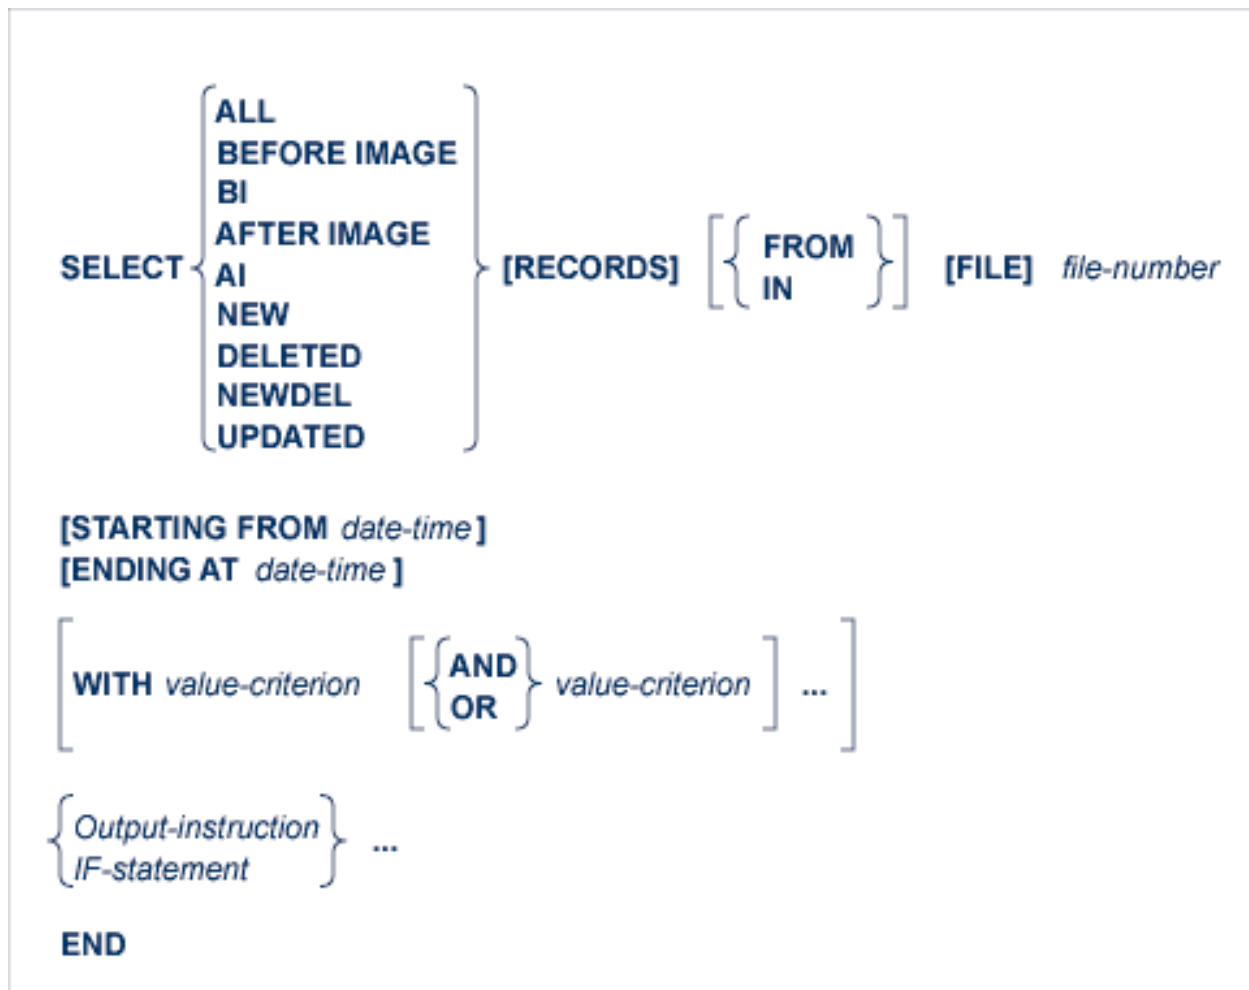 ALL
BEFORE IMAGE
BI
AFTER IMAGE
SELECT AI [RECORDS] [{FROM IN}] [FILE] file-number
NEW
DELETED
NEWDEL
UPDATED
[STARTING FROM date-time]
[ENDING AT date-time]
[WITH value-criterion [{AND OR} value-criterion] ...]
{Output-instruction
IF-statement} ...
END